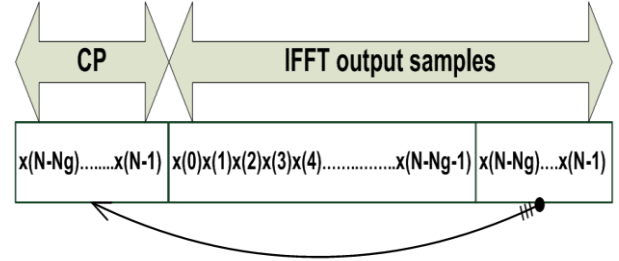 CP IFFT output samples
x(N-Ng).......x(N-1) x(0)x(1)x(2)x(3)x(4)................x(N-Ng-1) x(N-Ng)....x(N-1)